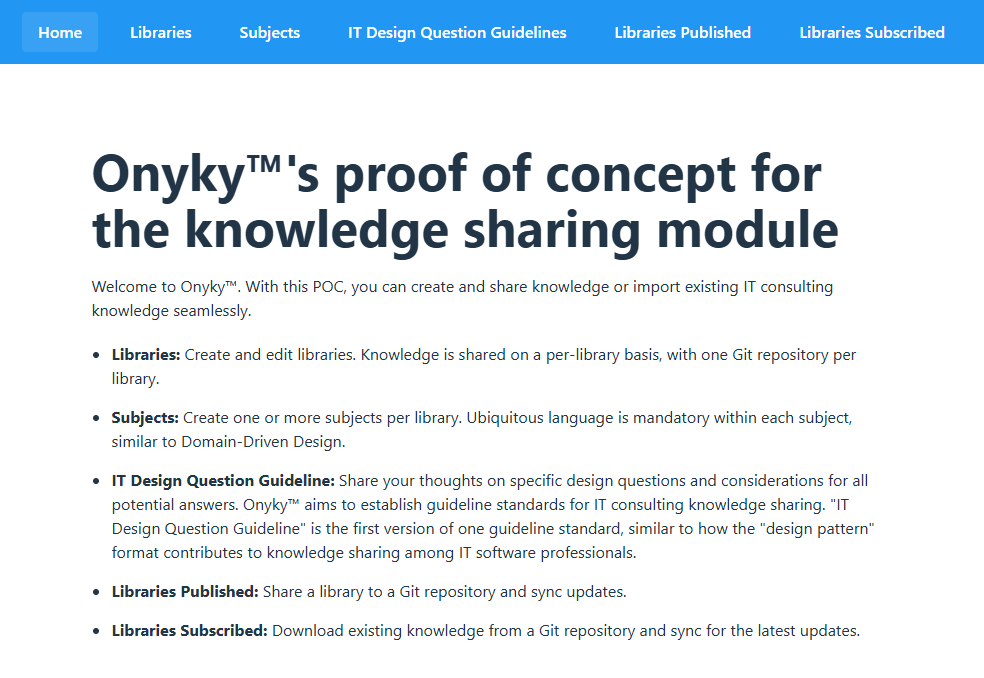 Home Libraries Subjects IT Design Question Guidelines Libraries Published Libraries Subscribed
Onyky™'s proof of concept for
the knowledge sharing module
Welcome to Onyky™. With this POC, you can create and share knowledge or import existing IT consulting
knowledge seamlessly.
• Libraries: Create and edit libraries. Knowledge is shared on a per-library basis, with one Git repository per
library.
• Subjects: Create one or more subjects per library. Ubiquitous language is mandatory within each subject,
similar to Domain-Driven Design.
• IT Design Question Guideline: Share your thoughts on specific design questions and considerations for all
potential answers. Onyky™ aims to establish guideline standards for IT consulting knowledge sharing. "IT
Design Question Guideline" is the first version of one guideline standard, similar to how the "design pattern"
format contributes to knowledge sharing among IT software professionals.
• Libraries Published: Share a library to a Git repository and sync updates.
• Libraries Subscribed: Download existing knowledge from a Git repository and sync for the latest updates.